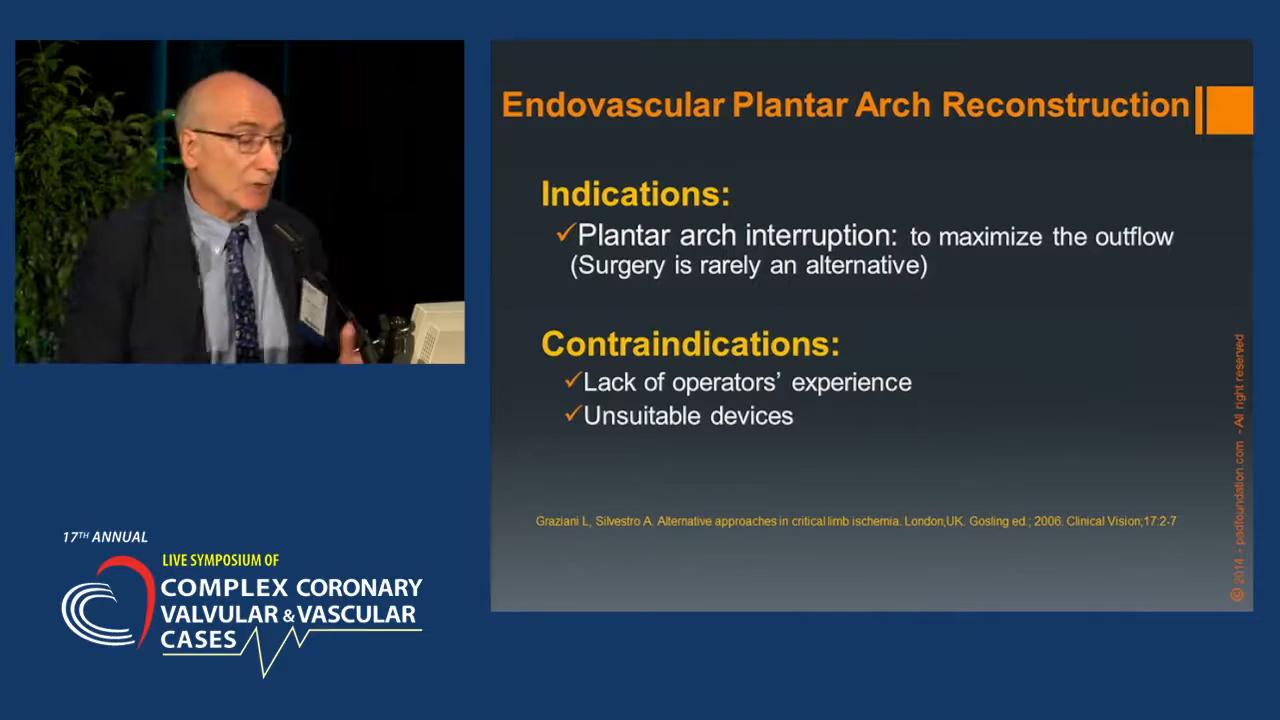 Endovascular Plantar Arch Reconstruction
Indications:
✓Plantar arch interruption: to maximize the outflow
(Surgery is rarely an alternative)
Contraindications:
✓Lack of operators’ experience
✓Unsuitable devices
Graziani L, Silvestro A. Alternative approaches in critical limb ischemia. London,UK. Gosling ed.; 2006. Clinical Vision;17:2-7
© 2014 - padfoundation.com - All right reserved
17TH ANNUAL
LIVE SYMPOSIUM OF
COMPLEX CORONARY
VALVULAR & VASCULAR
CASES